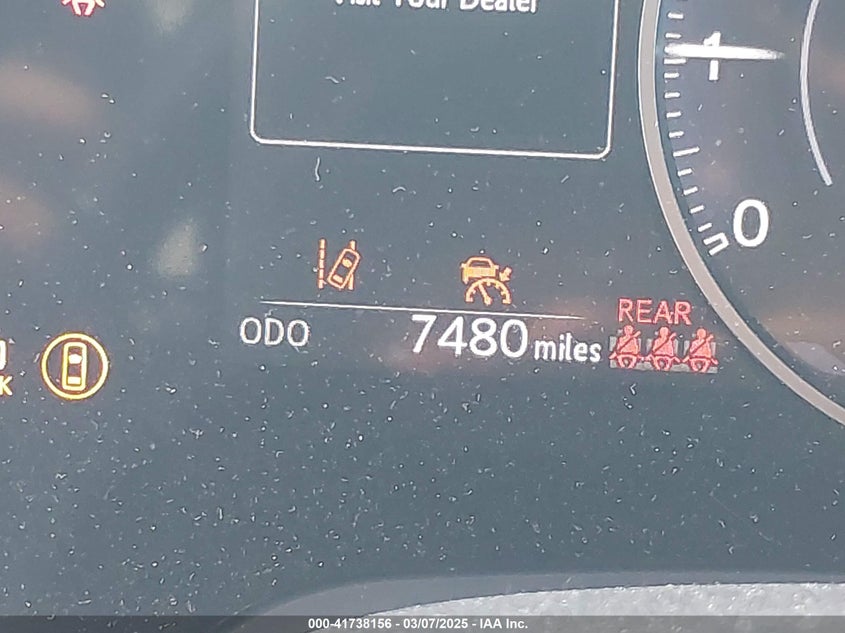 Visit Your Dealer
1
0
ODO 7480 miles
REAR
000-41738156 - 03/07/2025 - IAA Inc.